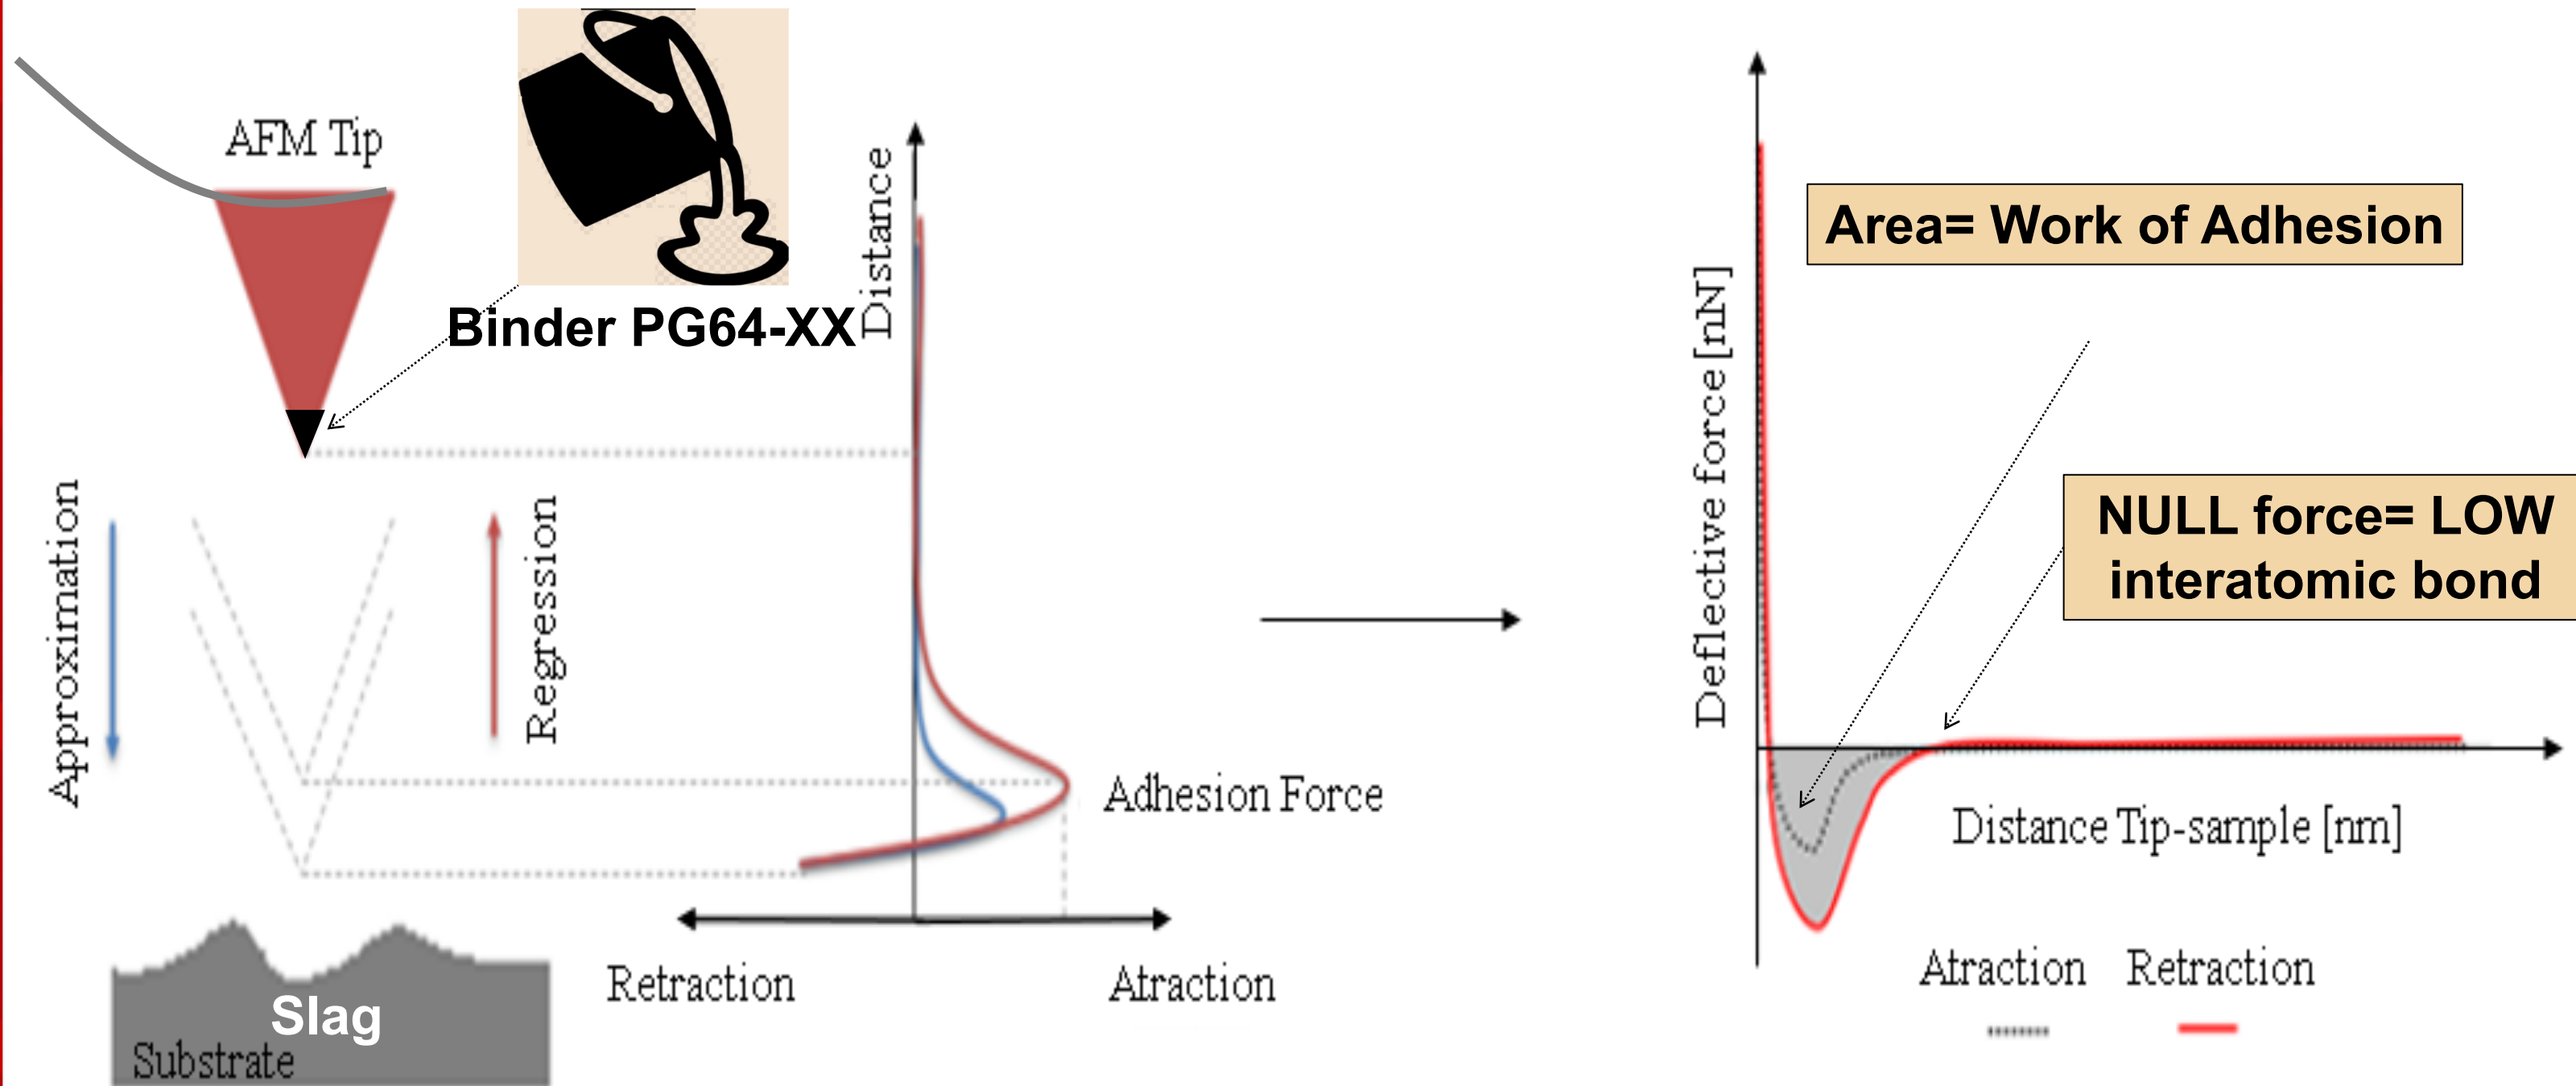 AFM Tip
Binder PG64-XX
Distance
Approximation
Regression
Adhesion Force
Retraction
Atraction
Slag
Substrate
Deflective force [nN]
Area= Work of Adhesion
NULL force= LOW
interatomic bond
Distance Tip-sample [nm]
Atraction
Retraction